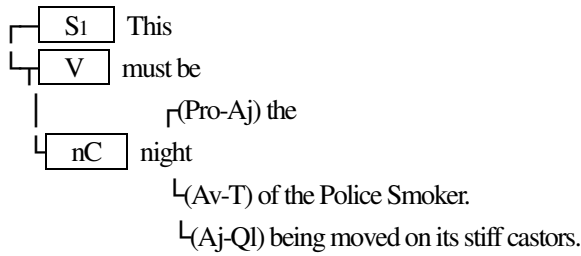 S1 This
V must be
(Pro-Aj) the
nC night
(Av-T) of the Police Smoker.
(Aj-Ql) being moved on its stiff castors.